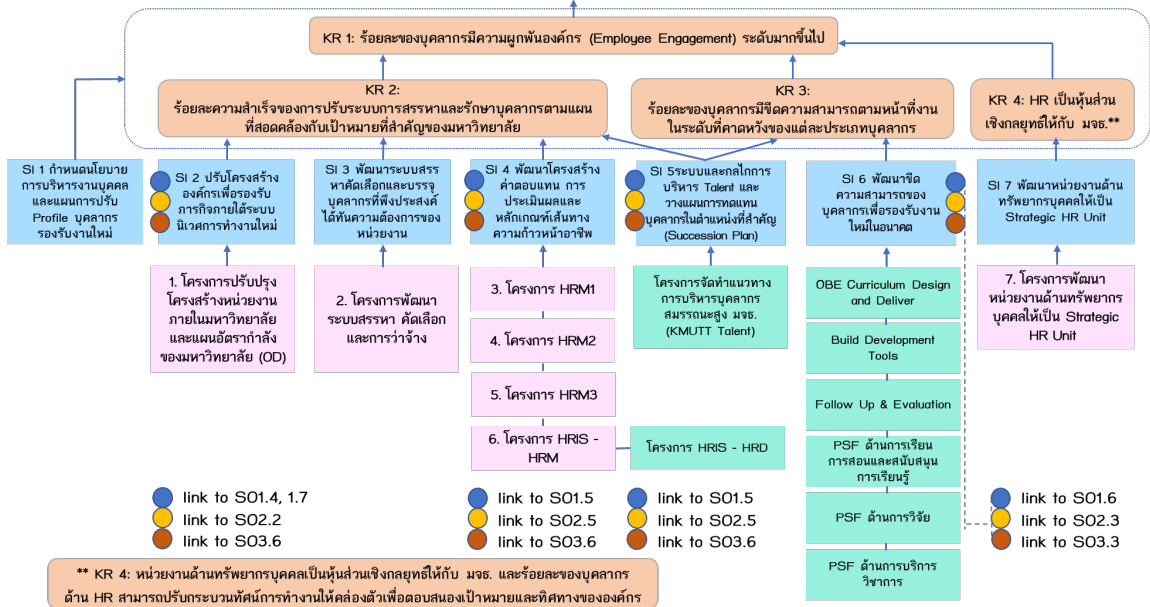 KR 1: ร้อยละของบุคลากรมีความผูกพันองค์กร (Employee Engagement) ระดับมากขึ้นไป
KR 2:
ร้อยละความสำเร็จของการปรับระบบการสรรหาและรักษาบุคลากรตามแผน
ที่สอดคล้องกับเป้าหมายที่สำคัญของมหาวิทยาลัย
KR 3:
ร้อยละของบุคลากรมีขีดความสามารถตามหน้าที่งาน
ในระดับที่คาดหวังของแต่ละประเภทบุคลากร
KR 4: HR เป็นหุ้นส่วน
เชิงกลยุทธ์ให้กับ มจธ.**
SI 1 กำหนดนโยบาย
การบริหารงานบุคคล
และแผนการปรับ
Profile บุคลากร
รองรับงานใหม่
SI 2 ปรับโครงสร้าง
องค์กรเพื่อรองรับ
ภารกิจภายใต้ระบบ
นิเวศการทำงานใหม่
SI 3 พัฒนาระบบสรร
หาคัดเลือกและบรรจุ
บุคลากรที่พึงประสงค์
ได้ทันความต้องการของ
หน่วยงาน
SI 4 พัฒนาโครงสร้าง
ค่าตอบแทน การ
ประเมินผลและ
หลักเกณฑ์เส้นทาง
ความก้าวหน้าอาชีพ
SI 5ระบบและกลไกการ
บริหาร Talent และ
วางแผนการทดแทน
บุคลากรในตำแหน่งที่สำคัญ
(Succession Plan)
SI 6 พัฒนาขีด
ความสามารถของ
บุคลากรเพื่อรองรับงาน
ใหม่ในอนาคต
SI 7 พัฒนาหน่วยงานด้าน
ทรัพยากรบุคคลให้เป็น
Strategic HR Unit
1. โครงการปรับปรุง
โครงสร้างหน่วยงาน
ภายในมหาวิทยาลัย
และแผนอัตรากำลัง
ของมหาวิทยาลัย (OD)
2. โครงการพัฒนา
ระบบสรรหา คัดเลือก
และการว่าจ้าง
3. โครงการ HRM1
4. โครงการ HRM2
5. โครงการ HRM3
6. โครงการ HRIS -
HRM
โครงการจัดทำแนวทาง
การบริหารบุคลากร
สมรรถนะสูง มจธ.
(KMUTT Talent)
โครงการ HRIS - HRD
OBE Curriculum Design
and Deliver
Build Development
Tools
Follow Up & Evaluation
PSF ด้านการเรียน
การสอนและสนับสนุน
การเรียนรู้
PSF ด้านการวิจัย
PSF ด้านการบริการ
วิชาการ
7. โครงการพัฒนา
หน่วยงานด้านทรัพยากร
บุคคลให้เป็น Strategic
HR Unit
link to SO1.4, 1.7
link to SO2.2
link to SO3.6
link to SO1.5
link to SO2.5
link to SO3.6
link to SO1.5
link to SO2.5
link to SO3.6
link to SO1.6
link to SO2.3
link to SO3.3
** KR 4: หน่วยงานด้านทรัพยากรบุคคลเป็นหุ้นส่วนเชิงกลยุทธ์ให้กับ มจธ. และร้อยละของบุคลากร
ด้าน HR สามารถปรับกระบวนทัศน์การทำงานให้คล่องตัวเพื่อตอบสนองเป้าหมายและทิศทางขององค์กร